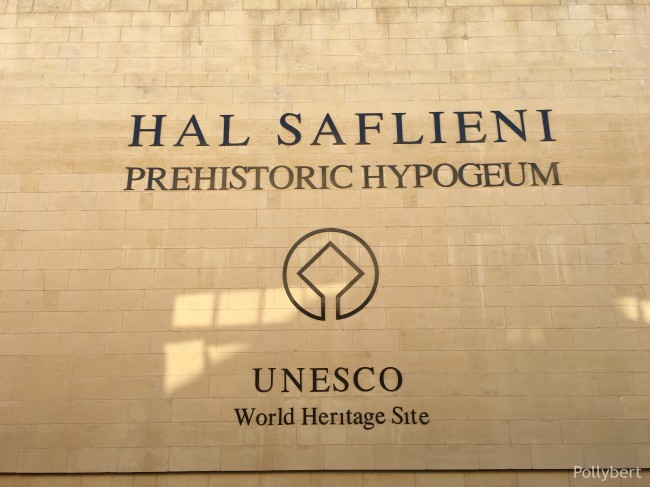 HAL SAFLIENI
PREHISTORIC HYPOGEUM
UNESCO
World Heritage Site
Pollybert